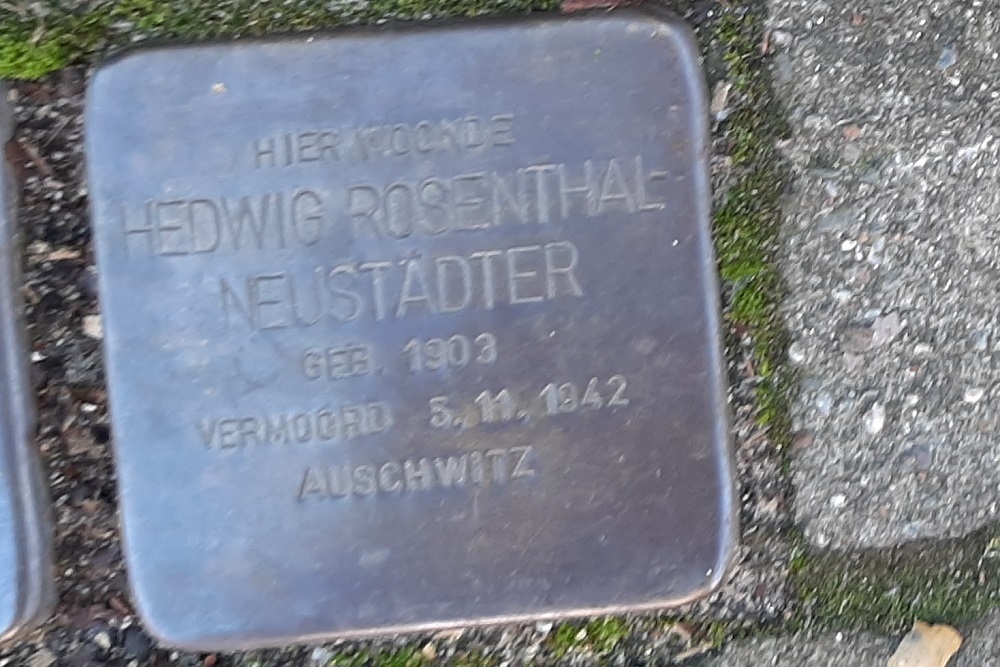 HIER WOONDE
HEDWIG ROSENTHAL-
NEUSTÄDTER
GEB. 1903
VERMOORD 5.11.1942
AUSCHWITZ